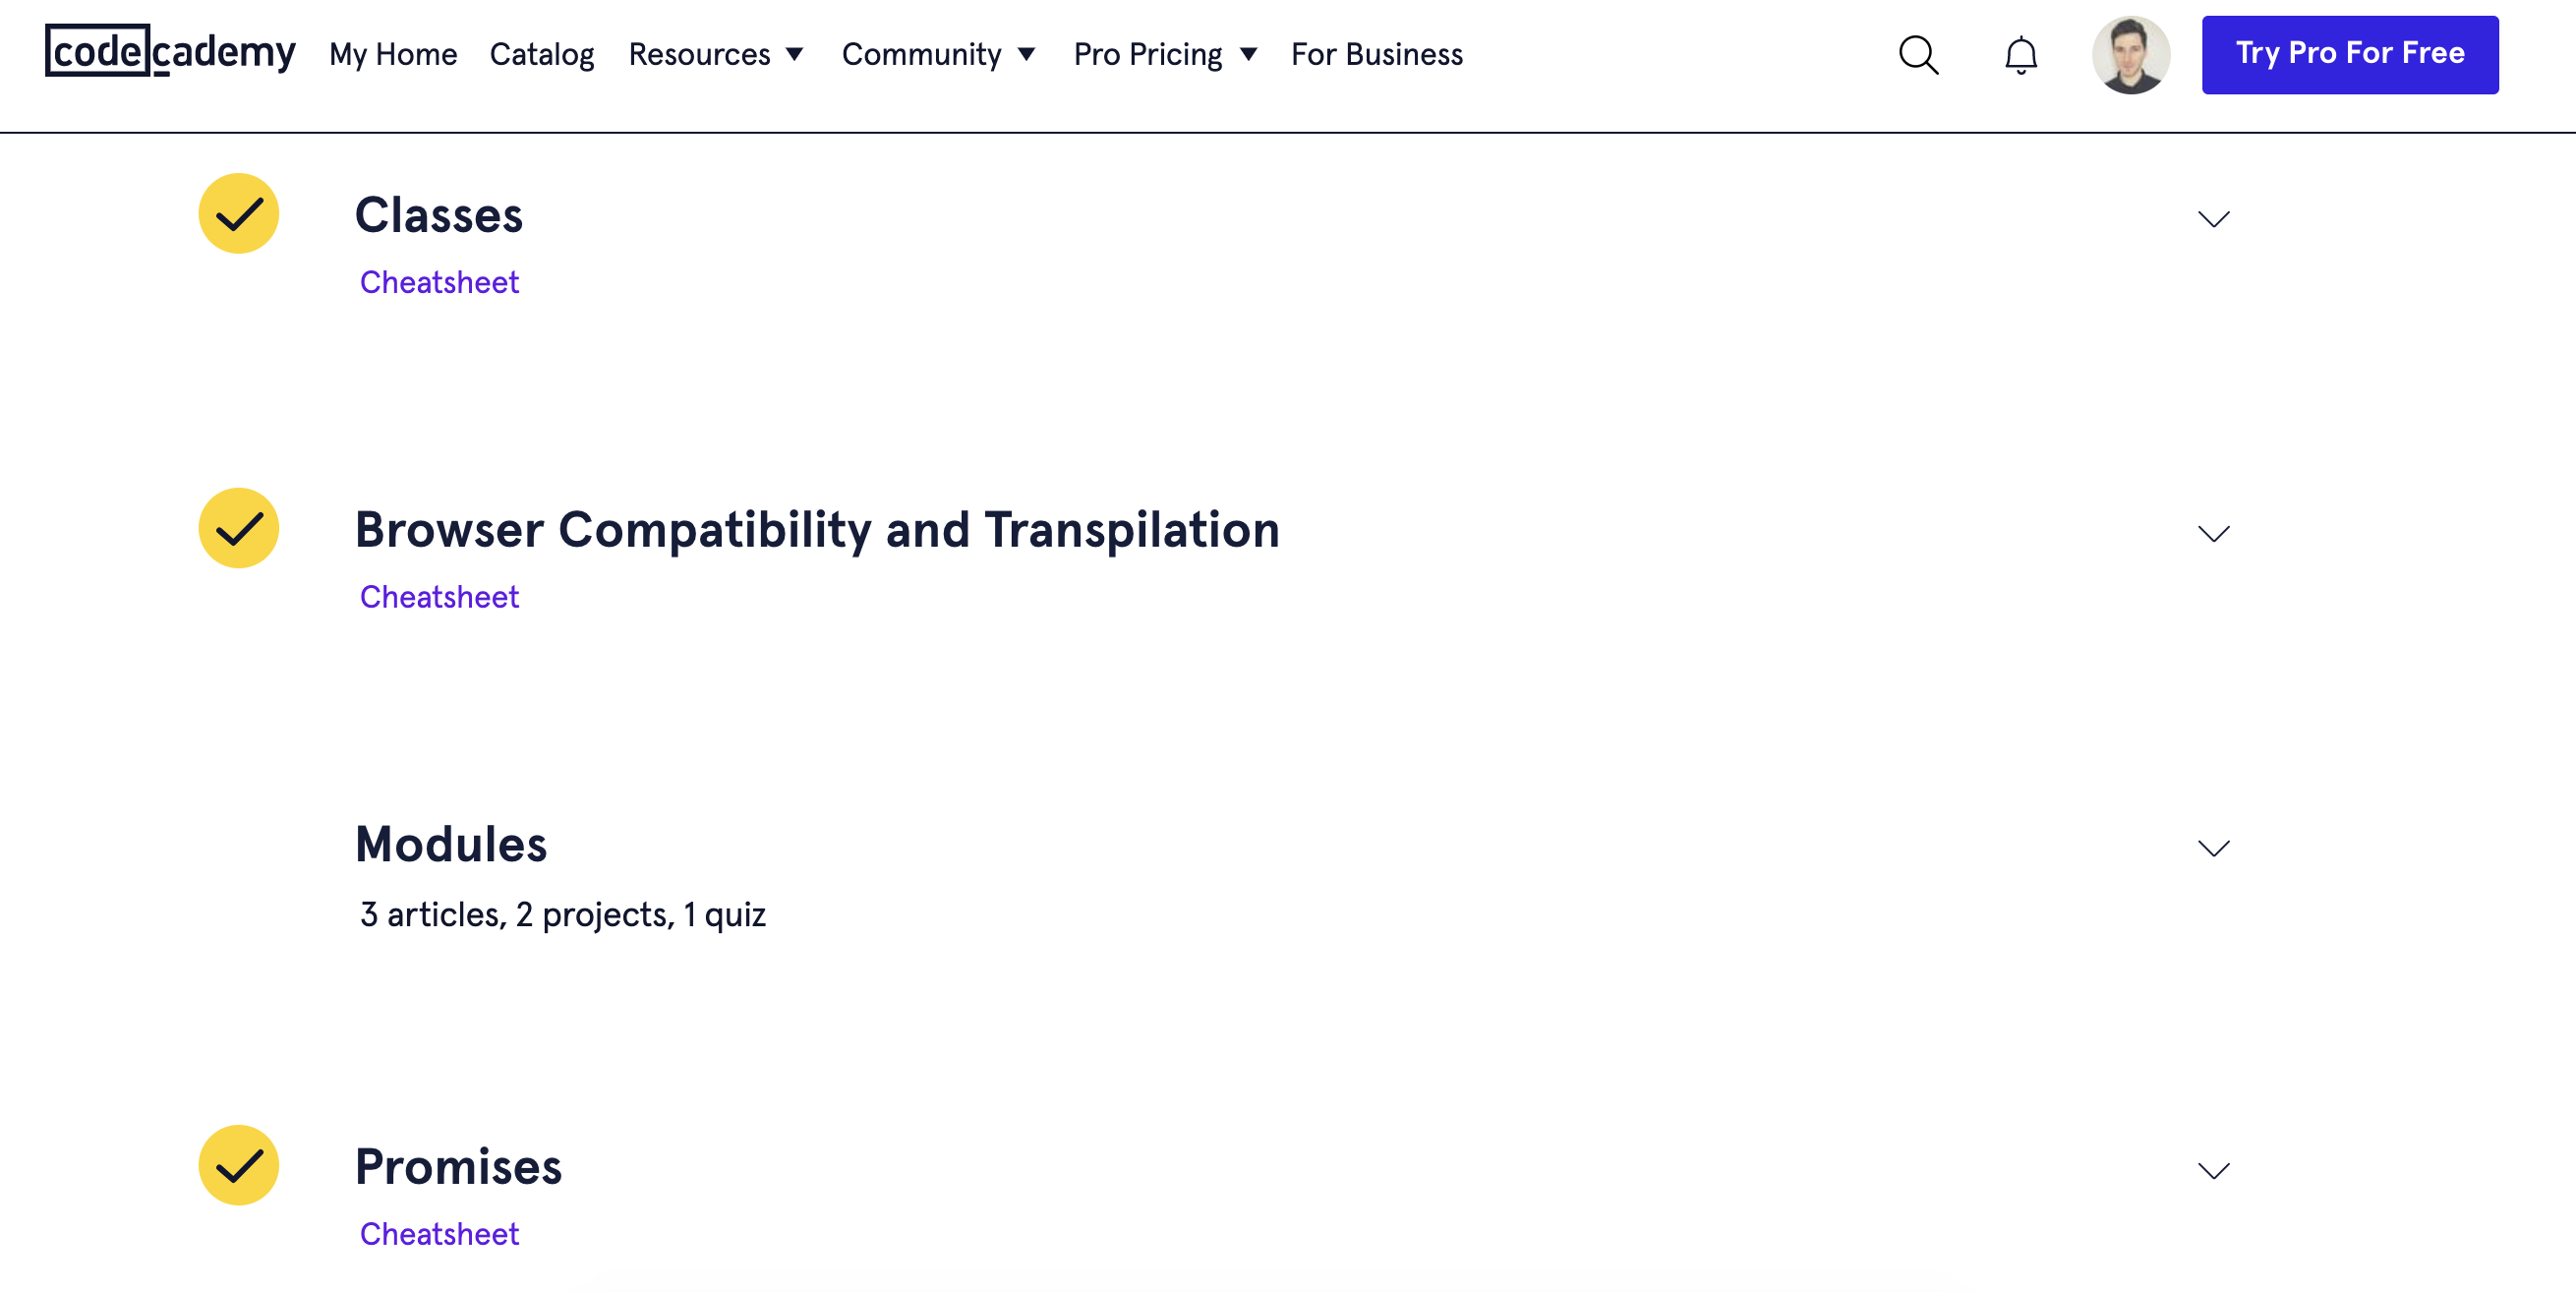 codecademy My Home Catalog Resources Community Pro Pricing For Business Try Pro For Free
Classes
Cheatsheet
Browser Compatibility and Transpilation
Cheatsheet
Modules
3 articles, 2 projects, 1 quiz
Promises
Cheatsheet